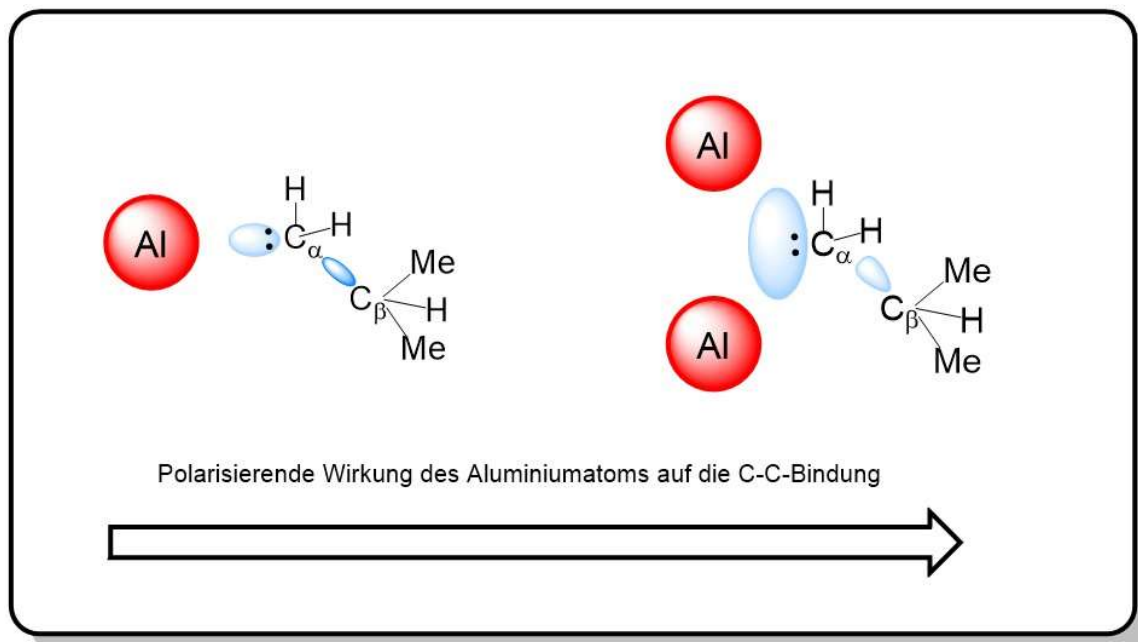 H
Al
C
H
α
Me
C
H
β
Me
Al
H
C
H
α
Me
C
H
β
Al
Me
Polarisierende Wirkung des Aluminiumatoms auf die C-C-Bindung